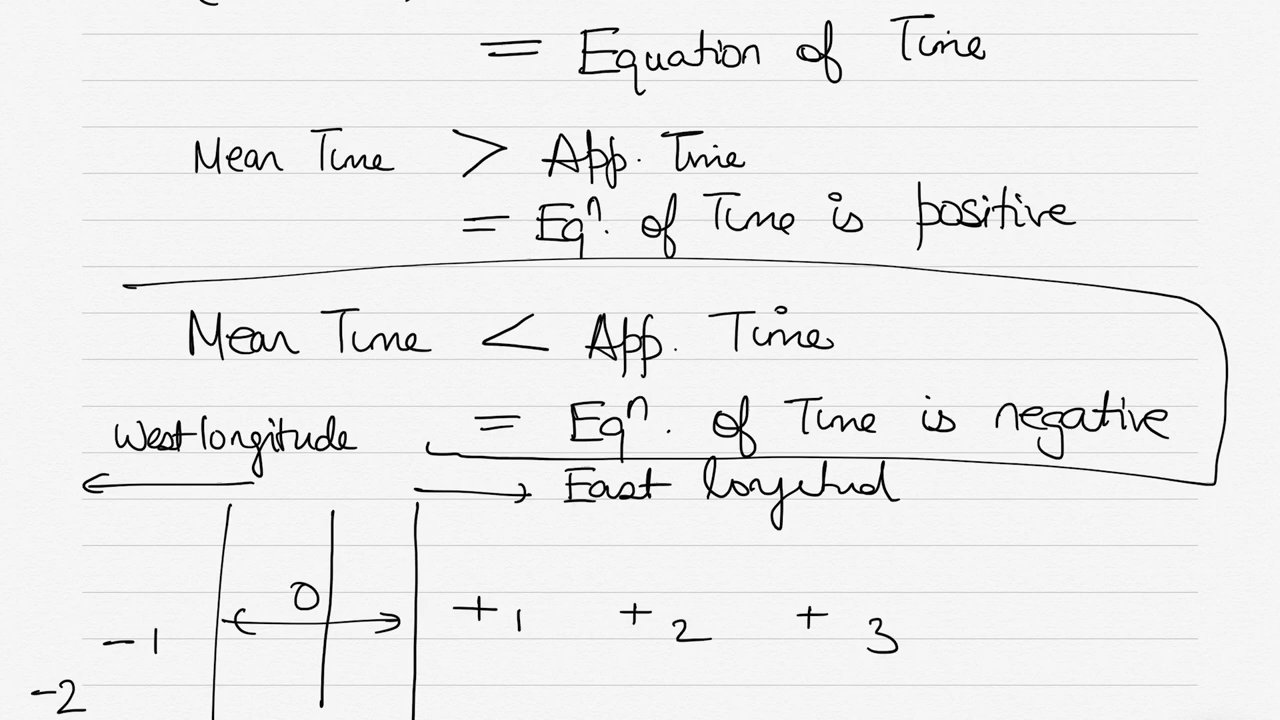 = Equation of Time
Mean Time > App. Time
= Eqⁿ. of Time is positive
Mean Time < App. Time
= Eqⁿ. of Time is negative
West longitude
East longitud
0
+1 +2 +3
-1
-2